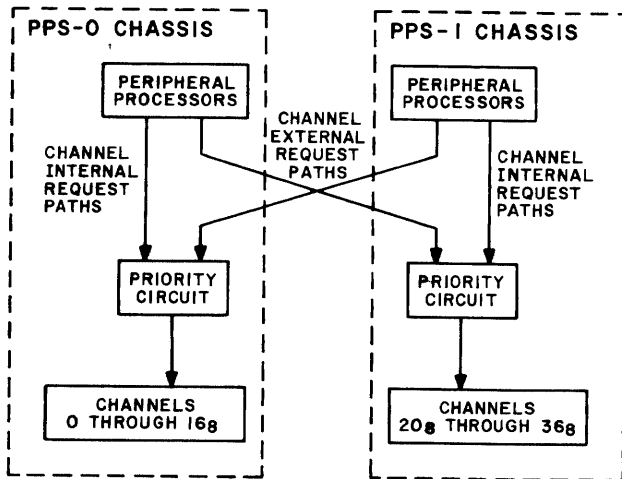 PPS-0 CHASSIS
PERIPHERAL
PROCESSORS
CHANNEL
INTERNAL
REQUEST
PATHS
PRIORITY
CIRCUIT
CHANNELS
0 THROUGH 16₈
CHANNEL
EXTERNAL
REQUEST
PATHS
PPS-1 CHASSIS
PERIPHERAL
PROCESSORS
CHANNEL
INTERNAL
REQUEST
PATHS
PRIORITY
CIRCUIT
CHANNELS
20₈ THROUGH 36₈